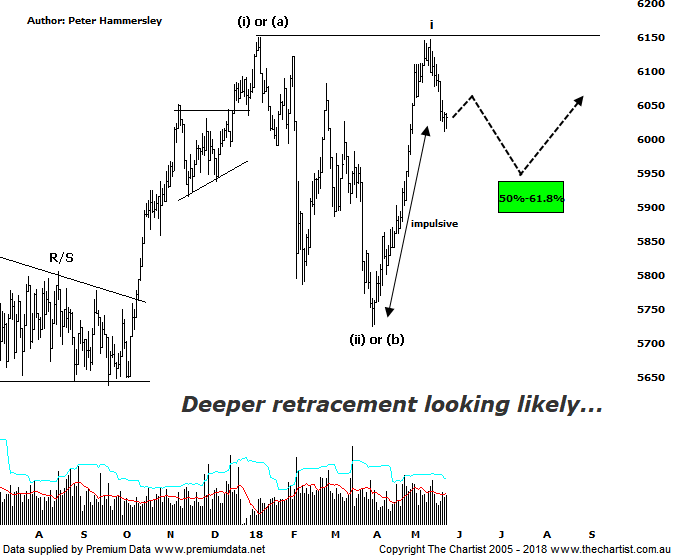 Author: Peter Hammersley
(i) or (a)
i
6200
6150
6100
6050
6000
5950
5900
5850
5800
5750
5700
5650
50%-61.8%
impulsive
R/S
(ii) or (b)
Deeper retracement looking likely...
A S O N D 18 F M A M J J A S
Data supplied by Premium Data www.premiumdata.net
Copyright The Chartist 2005 - 2018 www.thechartist.com.au